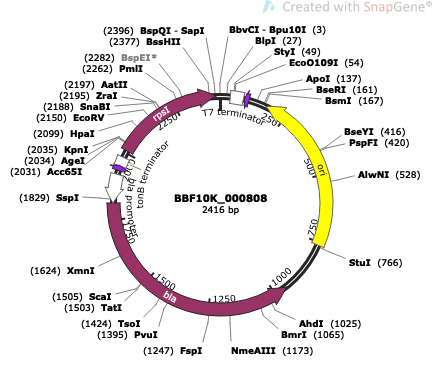 Created with SnapGene®
(2396) BspQI - SapI
(2377) BssHII
(2282) BspEI*
(2262) PmlI
(2197) AatII
(2195) ZraI
(2188) SnaBI
(2150) EcoRV
(2099) HpaI
(2035) KpnI
(2034) AgeI
(2031) Acc65I
(1829) SspI
(1624) XmnI
(1505) ScaI
(1503) TatI
(1424) TsoI
(1395) PvuI
(1247) FspI
BbvCI - Bpu10I (3)
BlpI (27)
StyI (49)
EcoO109I (54)
ApoI (137)
BseRI (161)
BsmI (167)
BseYI (416)
PspFI (420)
AlwNI (528)
StuI (766)
AhdI (1025)
BmrI (1065)
NmeAIII (1173)
rpsl
2250
T7 terminator
250
ori
500
750
1000
1250
1500
bla
1750
bla promoter
tonB terminator
BBF10K_000808
2416 bp